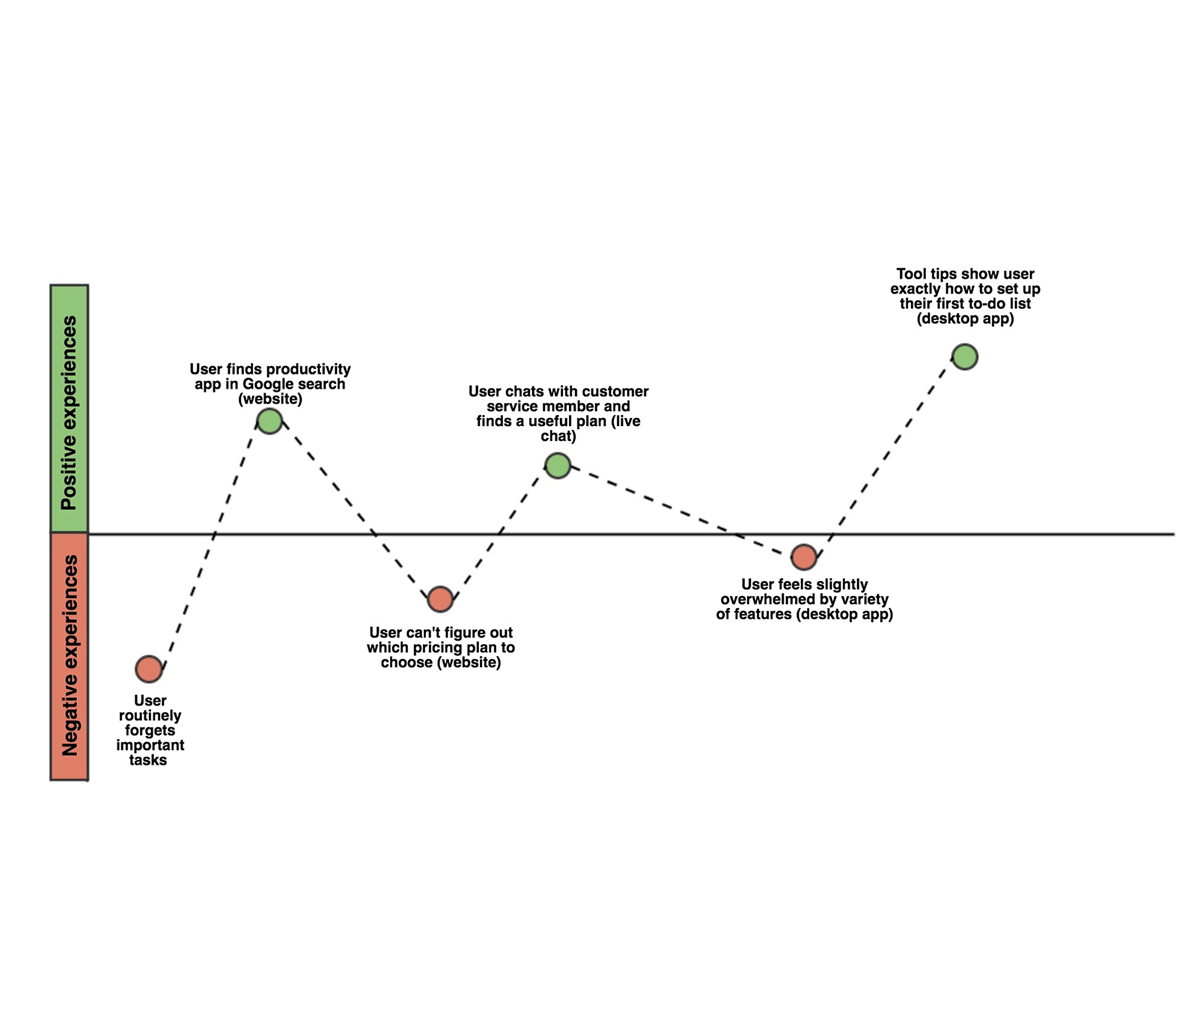 Positive experiences
Negative experiences
User
routinely
forgets
important
tasks
User finds productivity
app in Google search
(website)
User can't figure out
which pricing plan to
choose (website)
User chats with customer
service member and
finds a useful plan (live
chat)
User feels slightly
overwhelmed by variety
of features (desktop app)
Tool tips show user
exactly how to set up
their first to-do list
(desktop app)